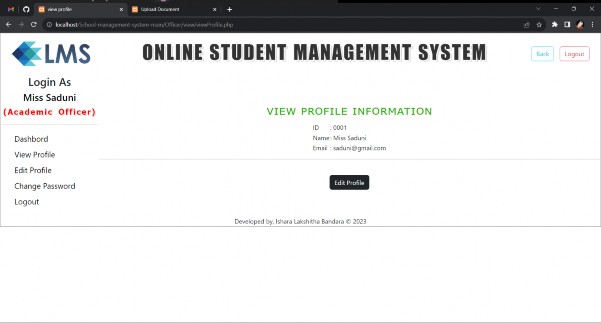 view profile
Upload Document
localhost/School-management-system-main/Officer/view/viewProfile.php
LMS
ONLINE STUDENT MANAGEMENT SYSTEM
Back
Logout
Login As
Miss Saduni
(Academic Officer)
Dashbord
View Profile
Edit Profile
Change Password
Logout
VIEW PROFILE INFORMATION
ID : 0001
Name : Miss Saduni
Email : saduni@gmail.com
Edit Profile
Developed by. Ishara Lakshitha Bandara © 2023